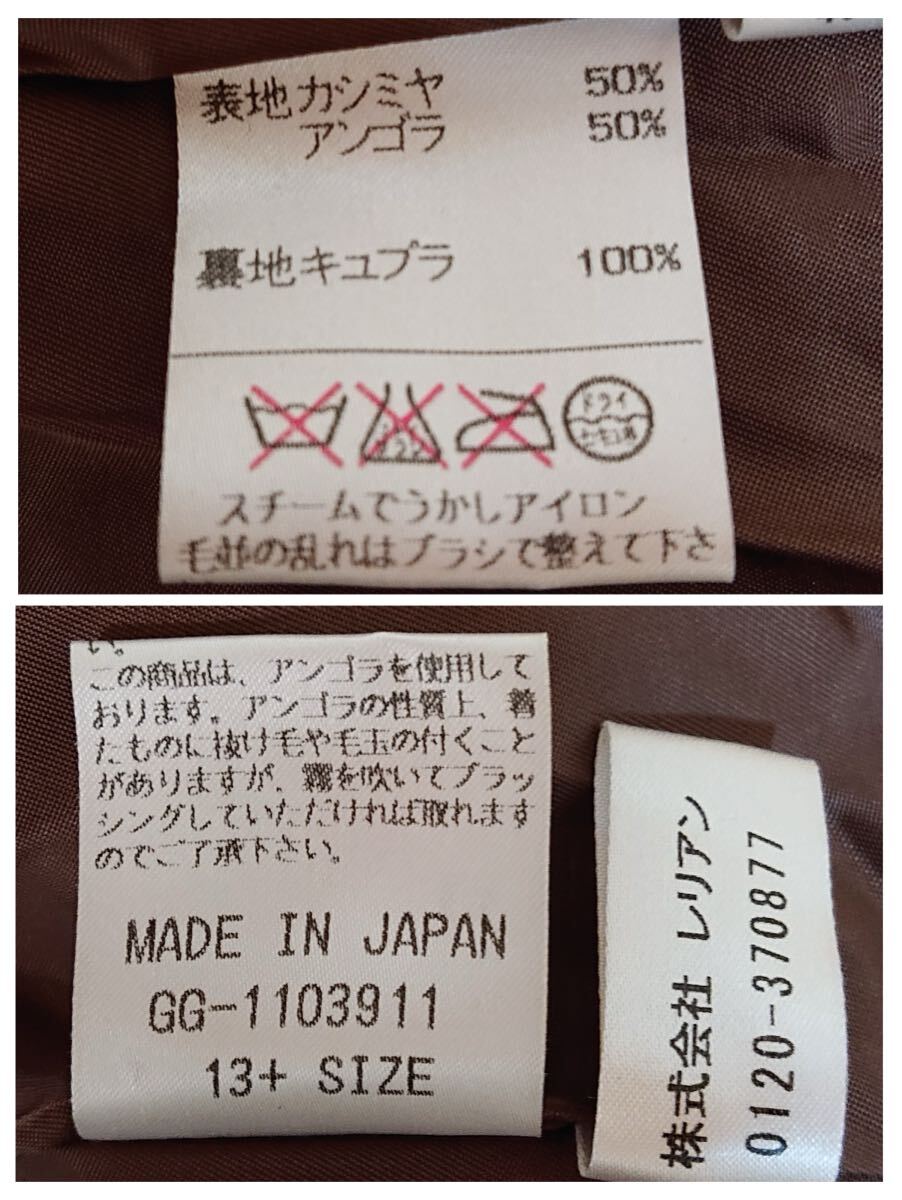 表地カシミヤ 50%
アンゴラ 50%
裏地キュプラ 100%
ドライ
セキユ系
スチームでうかしアイロン
毛並の乱れはブラシで整えて下さ
い。
この商品は、アンゴラを使用して
おります。アンゴラの性質上、着
たものに抜け毛や毛玉の付くこと
がありますが、霧を吹いてブラッ
シングしていただければ取れます
のでご了承下さい。
MADE IN JAPAN
GG-1103911
13+ SIZE
株式会社 レリアン
0120-370877